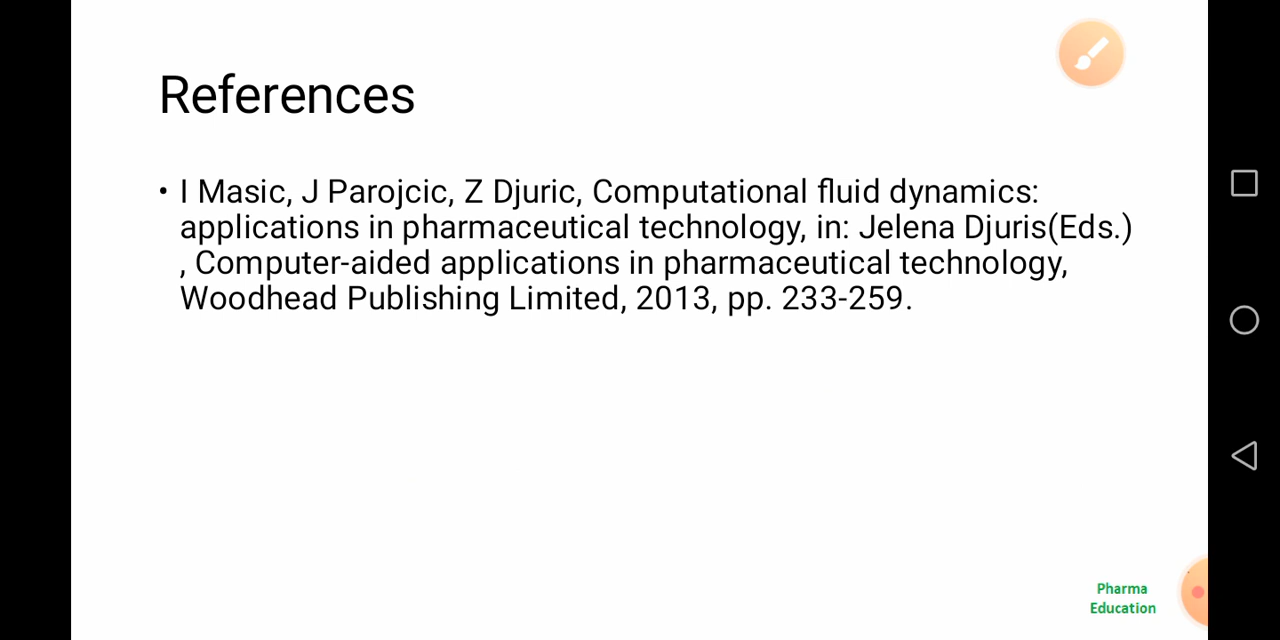 References
• I Masic, J Parojcic, Z Djuric, Computational fluid dynamics:
applications in pharmaceutical technology, in: Jelena Djuris(Eds.)
, Computer-aided applications in pharmaceutical technology,
Woodhead Publishing Limited, 2013, pp. 233-259.
Pharma
Education